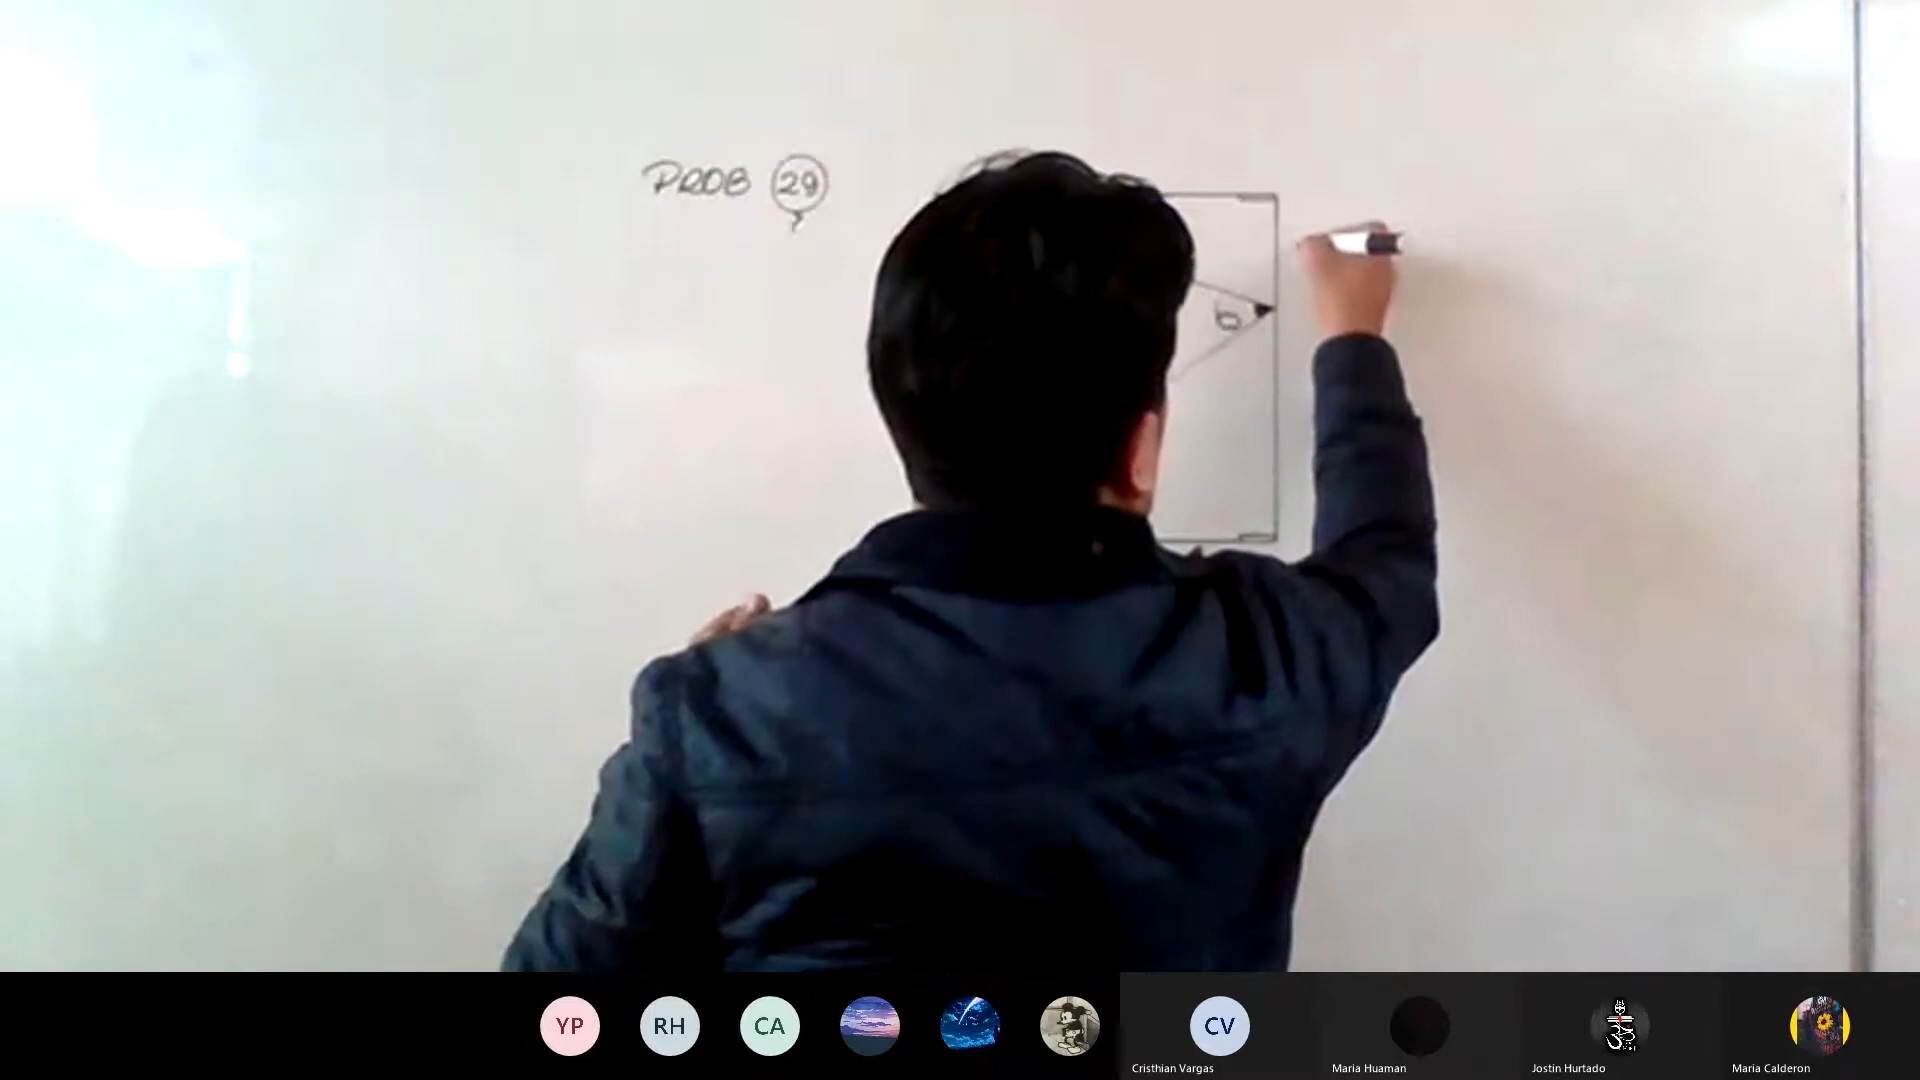 PROB 29
b
YP RH CA CV
Cristhian Vargas Maria Huaman Jostin Hurtado Maria Calderon